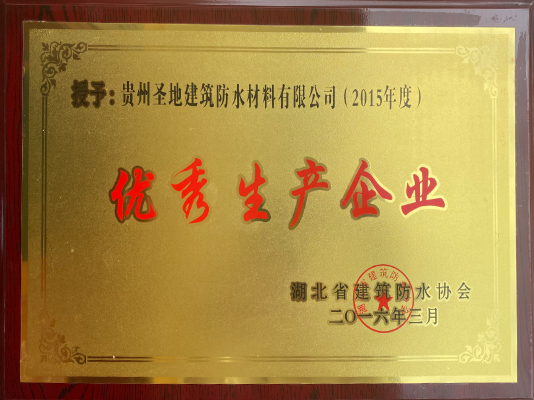 授予：贵州圣地建筑防水材料有限公司（2015年度）
优秀生产企业
湖北省建筑防水协会
二〇一六年三月